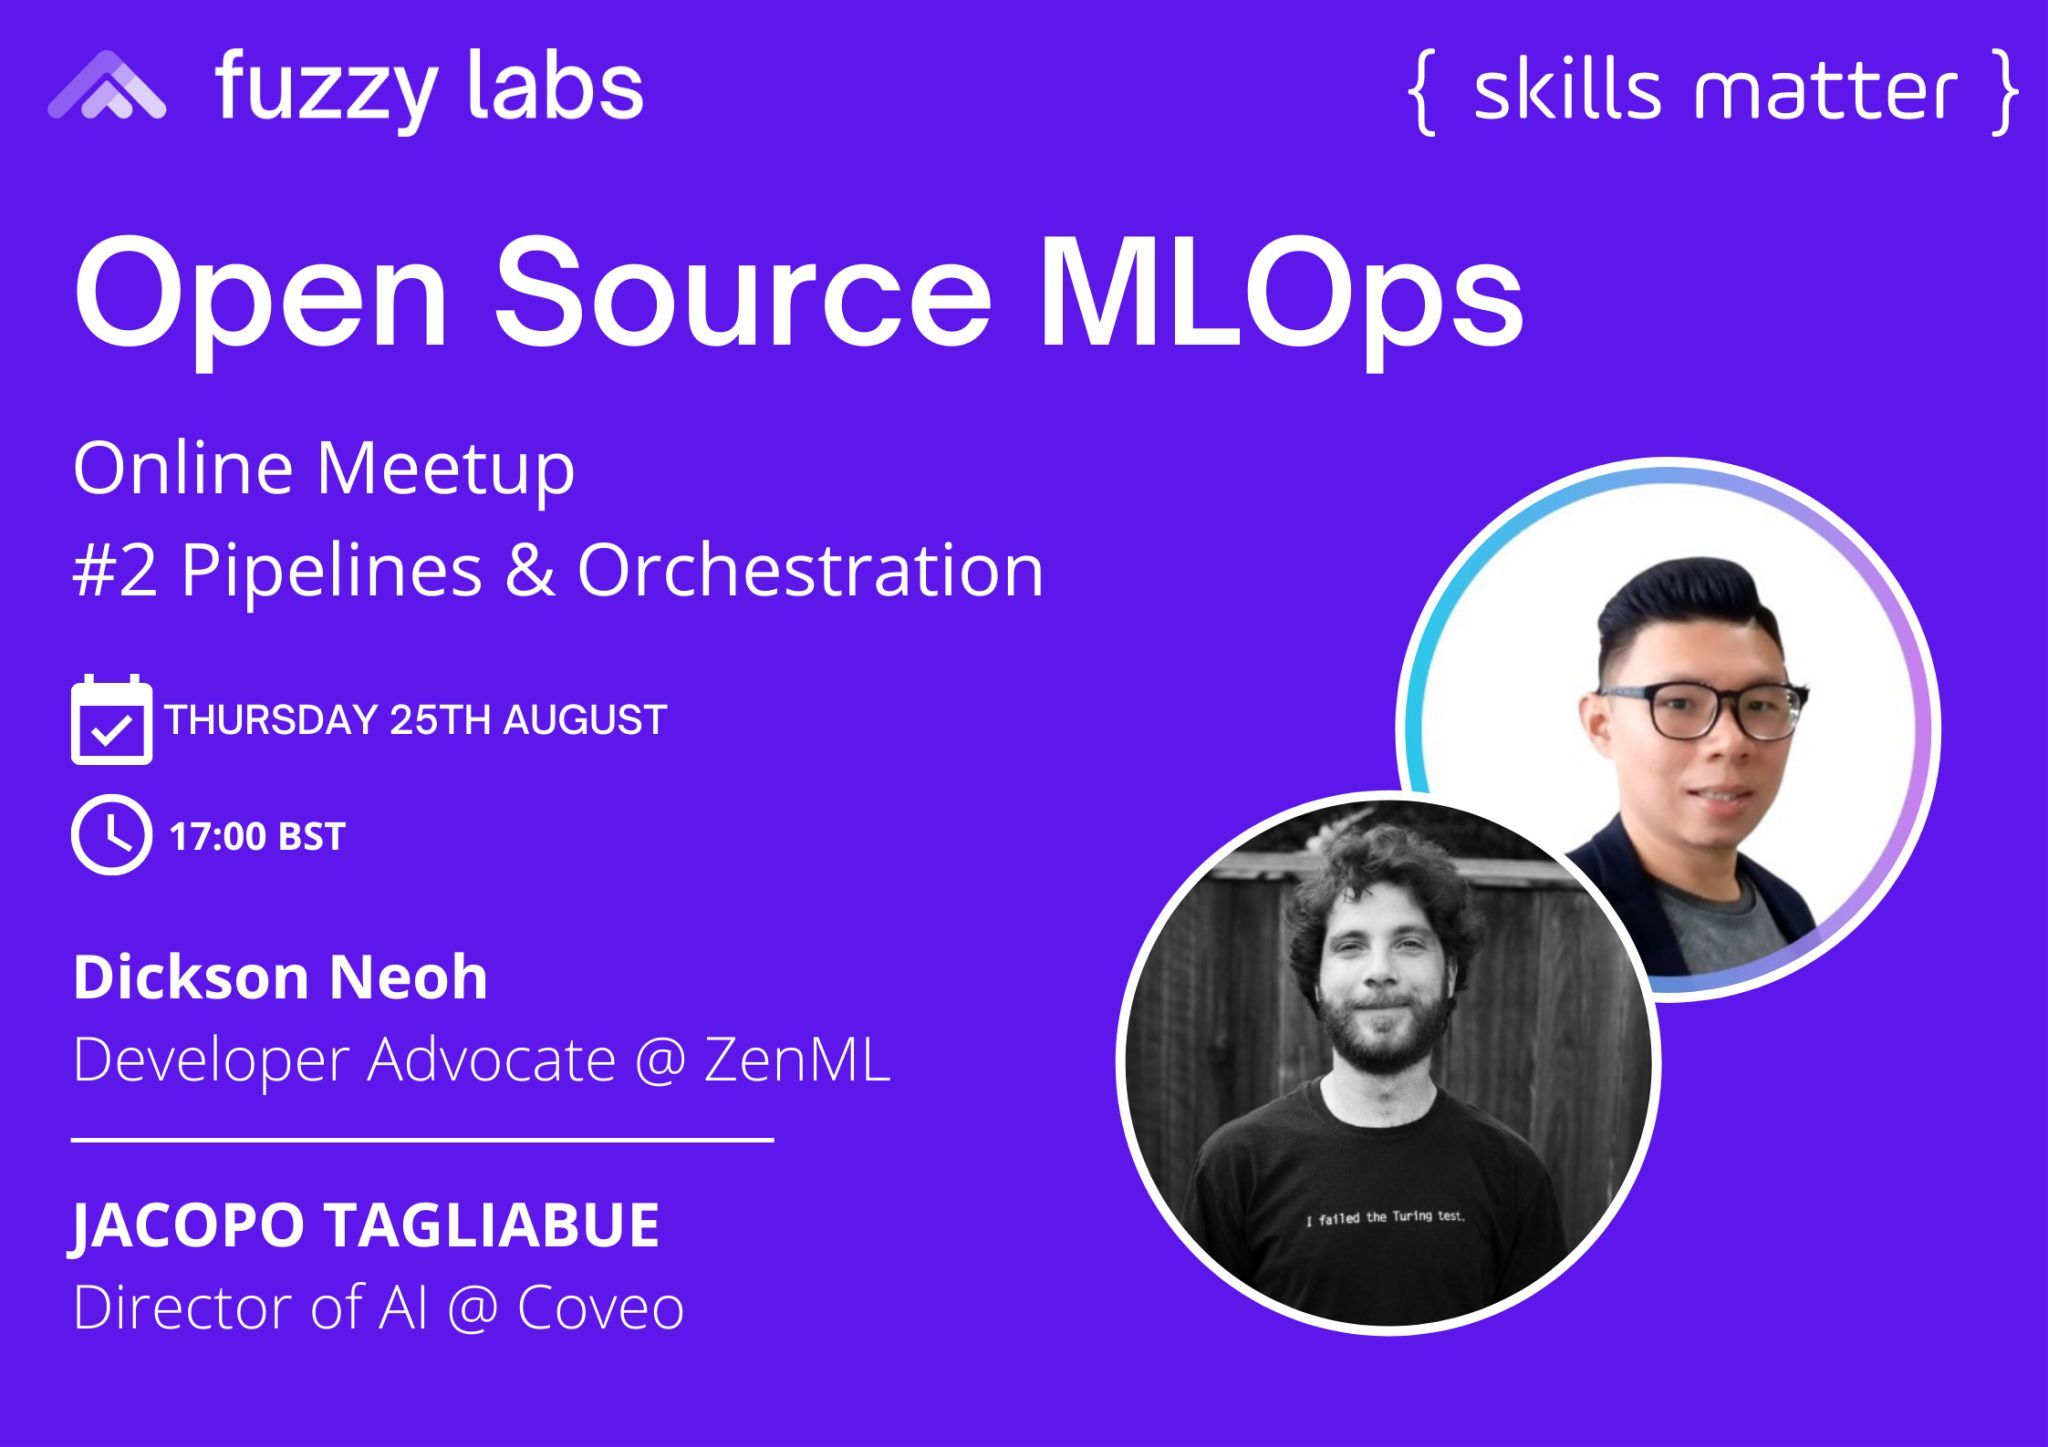 fuzzy labs
{ skills matter }
Open Source MLOps
Online Meetup
#2 Pipelines & Orchestration
THURSDAY 25TH AUGUST
17:00 BST
Dickson Neoh
Developer Advocate @ ZenML
JACOPO TAGLIABUE
Director of AI @ Coveo
I failed the Turing test.